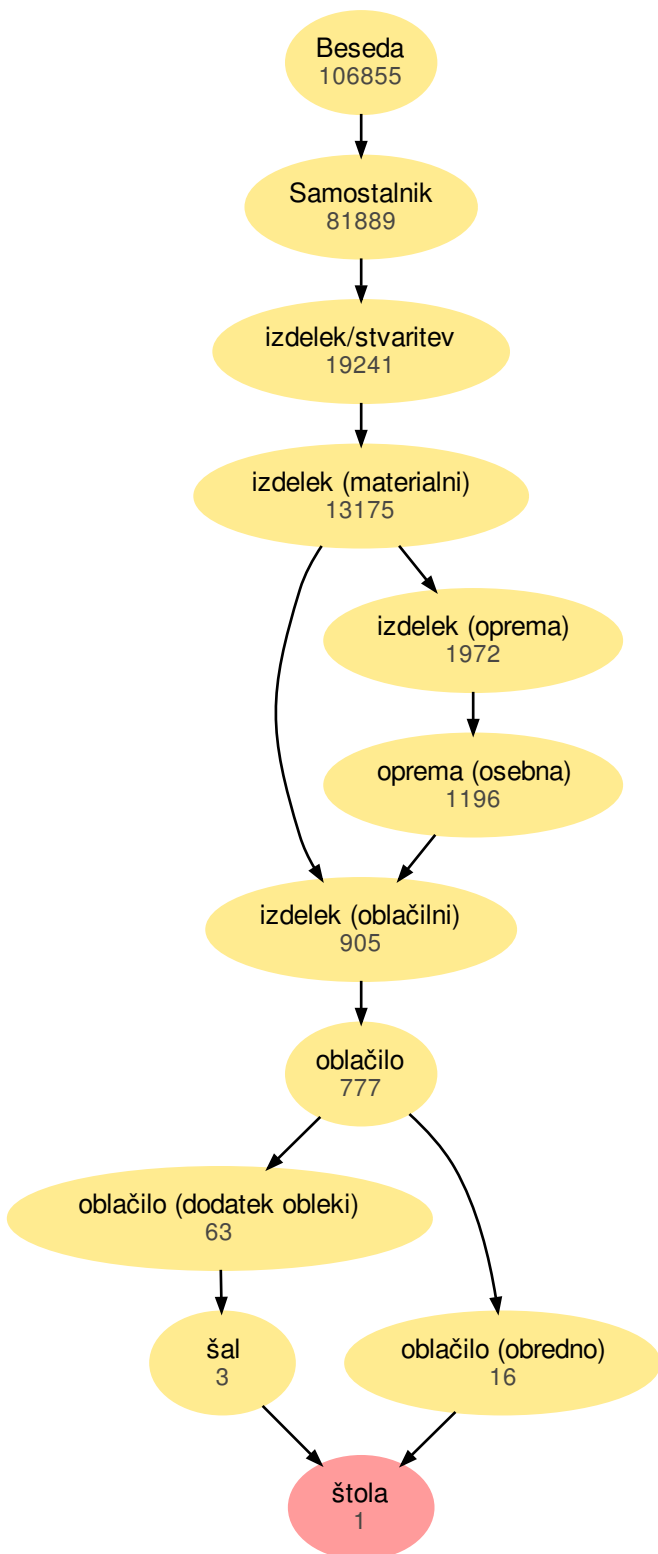 Beseda
106855
Samostalnik
81889
izdelek/stvaritev
19241
izdelek (materialni)
13175
izdelek (oprema)
1972
oprema (osebna)
1196
izdelek (oblačilni)
905
oblačilo
777
oblačilo (dodatek obleki)
63
šal
3
oblačilo (obredno)
16
štola
1